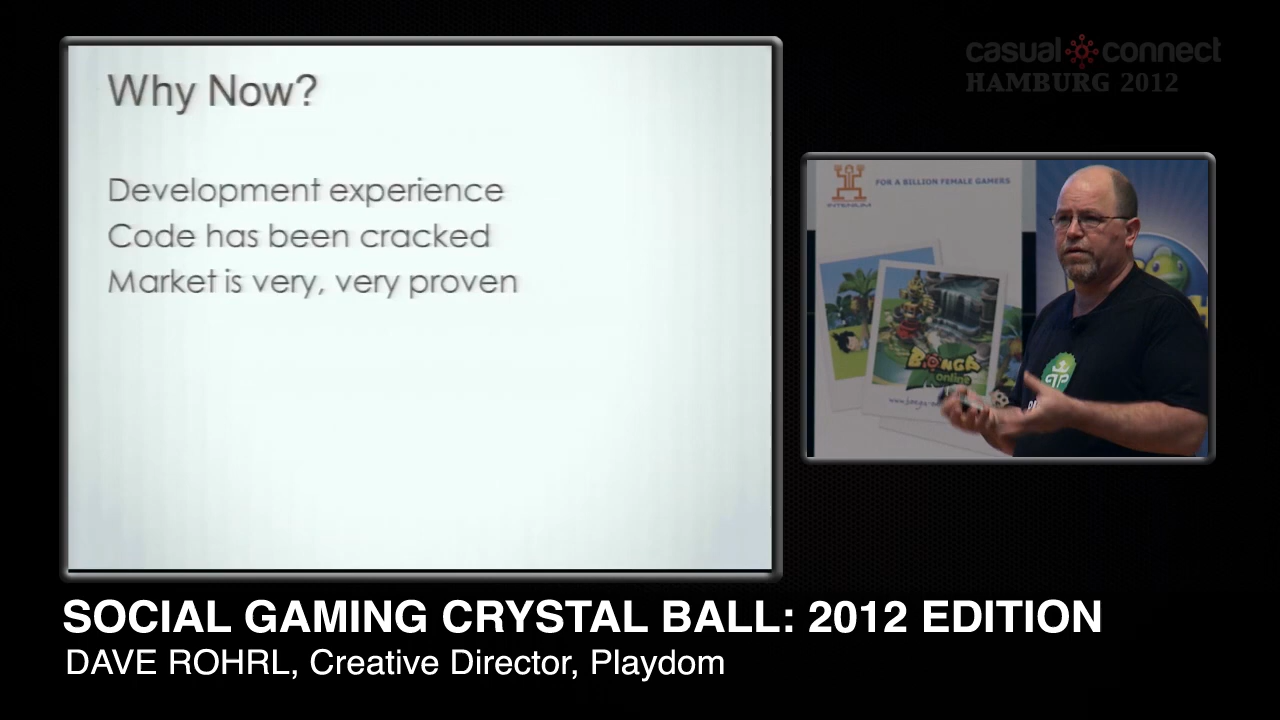 casual connect
HAMBURG 2012
Why Now?
Development experience
Code has been cracked
Market is very, very proven
INTENIUM
FOR A BILLION FEMALE GAMERS
BONGA
online
SOCIAL GAMING CRYSTAL BALL: 2012 EDITION
DAVE ROHRL, Creative Director, Playdom